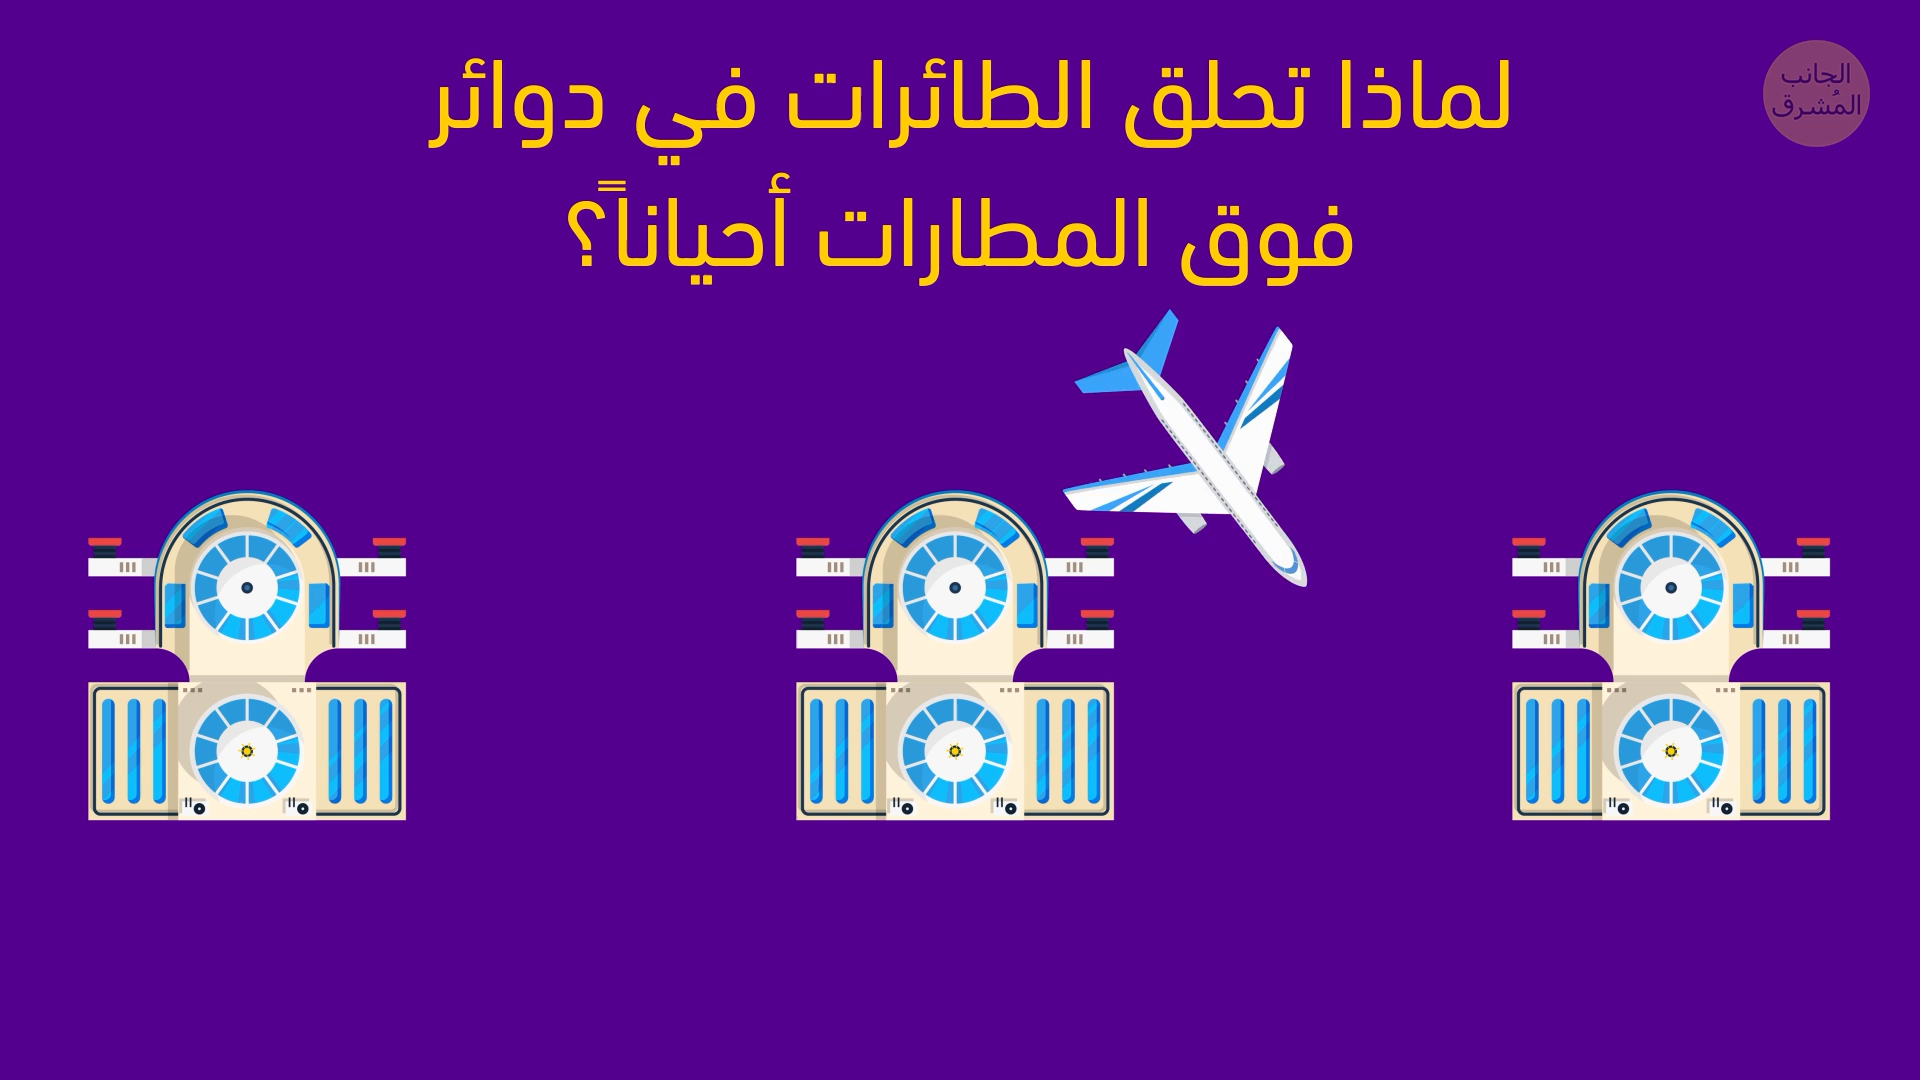 لماذا تحلق الطائرات في دوائر
فوق المطارات أحياناً؟
الجانب
المُشرق